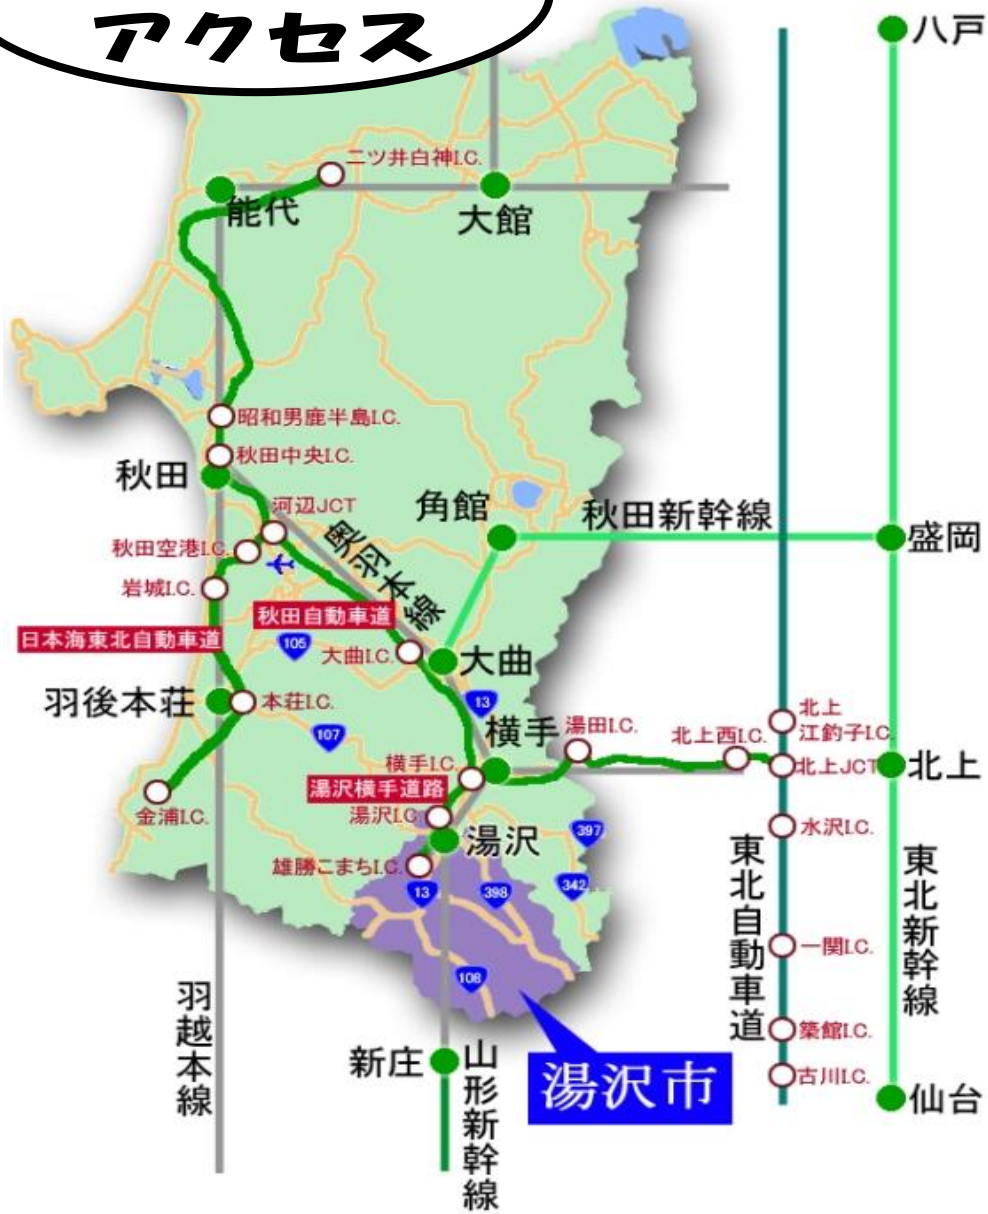 アクセス
八戸
二ツ井白神I.C.
能代
大館
昭和男鹿半島I.C.
秋田中央I.C.
秋田
河辺JCT
角館
秋田新幹線
盛岡
秋田空港I.C.
奥羽本線
岩城I.C.
秋田自動車道
日本海東北自動車道
105
大曲I.C.
大曲
羽後本荘
本荘I.C.
13
107
横手
湯田I.C.
北上西I.C.
北上
江釣子I.C.
横手I.C.
北上JCT
北上
湯沢横手道路
金浦I.C.
湯沢I.C.
水沢I.C.
397
湯沢
雄勝こまちI.C.
13
398
342
東北自動車道
東北新幹線
一関I.C.
108
羽越本線
築館I.C.
新庄
山形新幹線
湯沢市
古川I.C.
仙台